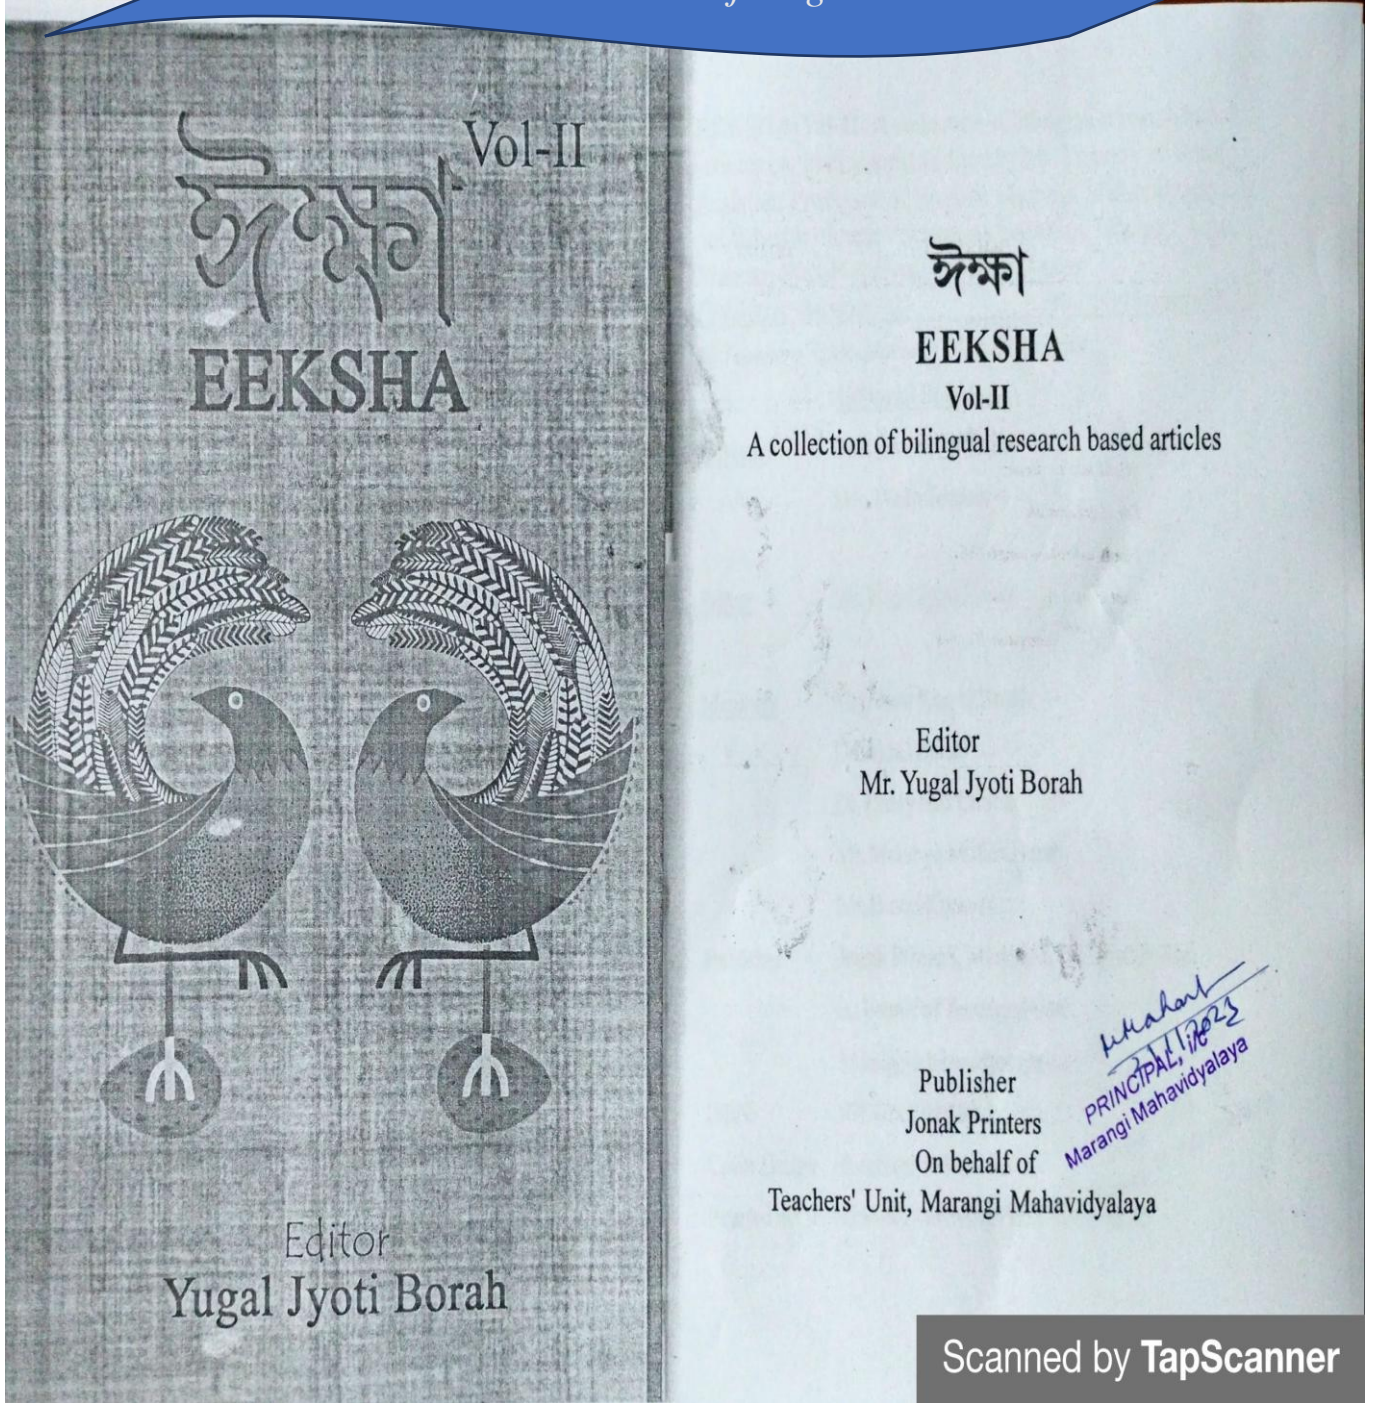 Vol-II
ঈক্ষা
EEKSHA
Editor
Yugal Jyoti Borah
ঈক্ষা
EEKSHA
Vol-II
A collection of bilingual research based articles
Editor
Mr. Yugal Jyoti Borah
PRINCIPAL, i/c
Marangi Mahavidyalaya
Publisher
Jonak Printers
On behalf of
Teachers' Unit, Marangi Mahavidyalaya
Scanned by TapScanner